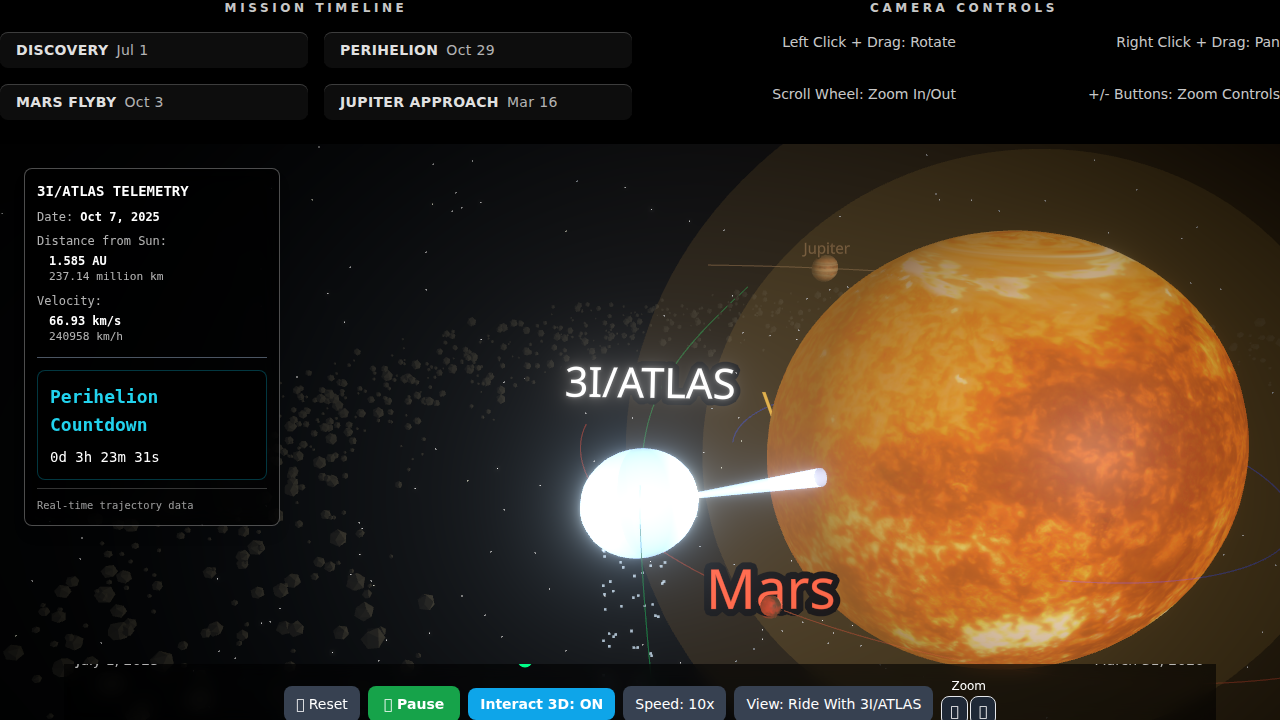 MISSION TIMELINE
DISCOVERY Jul 1
PERIHELION Oct 29
MARS FLYBY Oct 3
JUPITER APPROACH Mar 16
CAMERA CONTROLS
Left Click + Drag: Rotate
Right Click + Drag: Pan
Scroll Wheel: Zoom In/Out
+/- Buttons: Zoom Controls
3I/ATLAS TELEMETRY
Date: Oct 7, 2025
Distance from Sun:
1.585 AU
237.14 million km
Velocity:
66.93 km/s
240958 km/h
Perihelion
Countdown
0d 3h 23m 31s
Real-time trajectory data
Jupiter
3I/ATLAS
Mars
Reset
Pause
Interact 3D: ON
Speed: 10x
View: Ride With 3I/ATLAS
Zoom